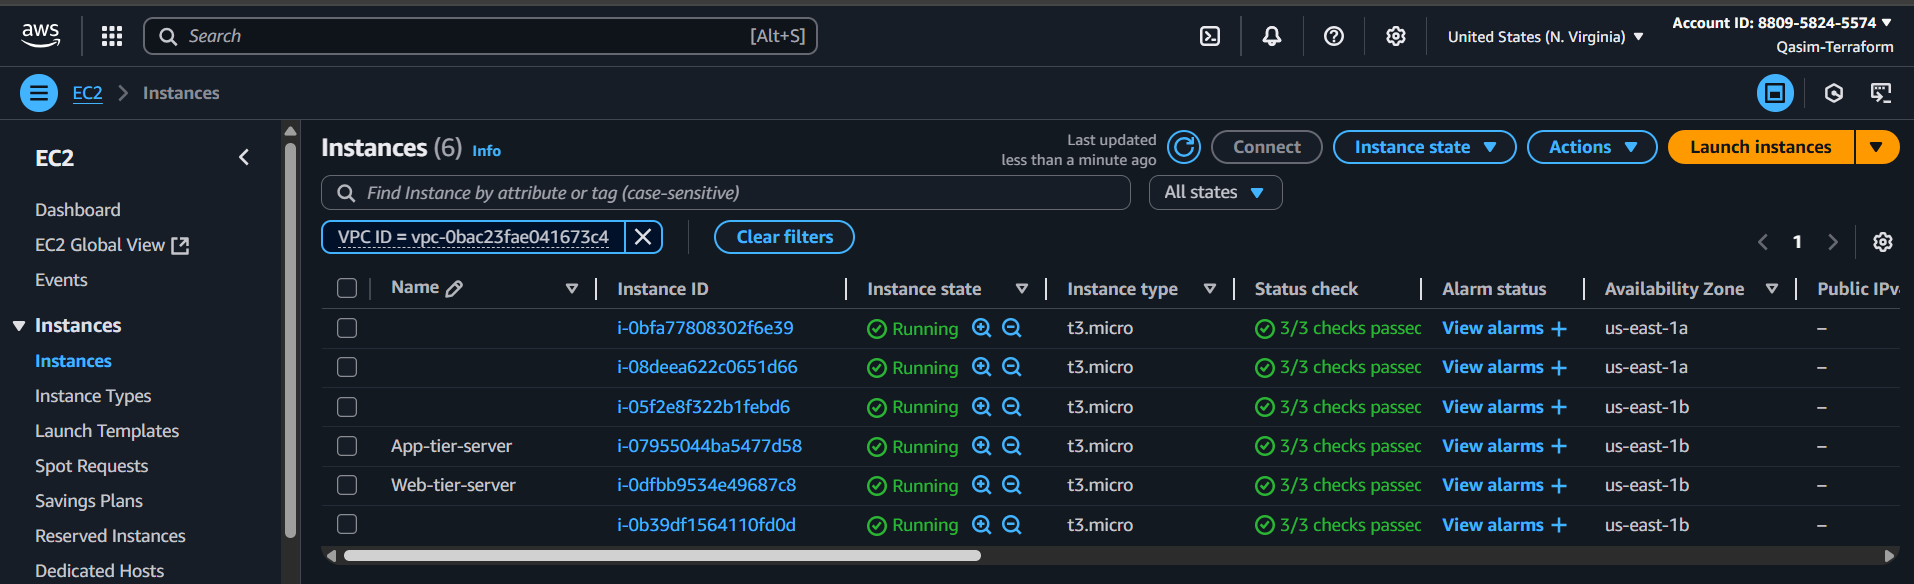 aws
Search [Alt+S]
United States (N. Virginia)
Account ID: 8809-5824-5574
Qasim-Terraform
EC2 Instances
EC2
Dashboard
EC2 Global View
Events
Instances
Instances
Instance Types
Launch Templates
Spot Requests
Savings Plans
Reserved Instances
Dedicated Hosts
Instances (6) Info
Last updated
less than a minute ago
Connect Instance state Actions Launch instances
Find Instance by attribute or tag (case-sensitive) All states
VPC ID = vpc-0bac23fae041673c4 Clear filters
1
Name Instance ID Instance state Instance type Status check Alarm status Availability Zone Public IPv
i-0bfa77808302f6e39 Running t3.micro 3/3 checks passed View alarms + us-east-1a –
i-08deea622c0651d66 Running t3.micro 3/3 checks passed View alarms + us-east-1a –
i-05f2e8f322b1febd6 Running t3.micro 3/3 checks passed View alarms + us-east-1b –
App-tier-server i-07955044ba5477d58 Running t3.micro 3/3 checks passed View alarms + us-east-1b –
Web-tier-server i-0dfbb9534e49687c8 Running t3.micro 3/3 checks passed View alarms + us-east-1b –
i-0b39df1564110fd0d Running t3.micro 3/3 checks passed View alarms + us-east-1b –